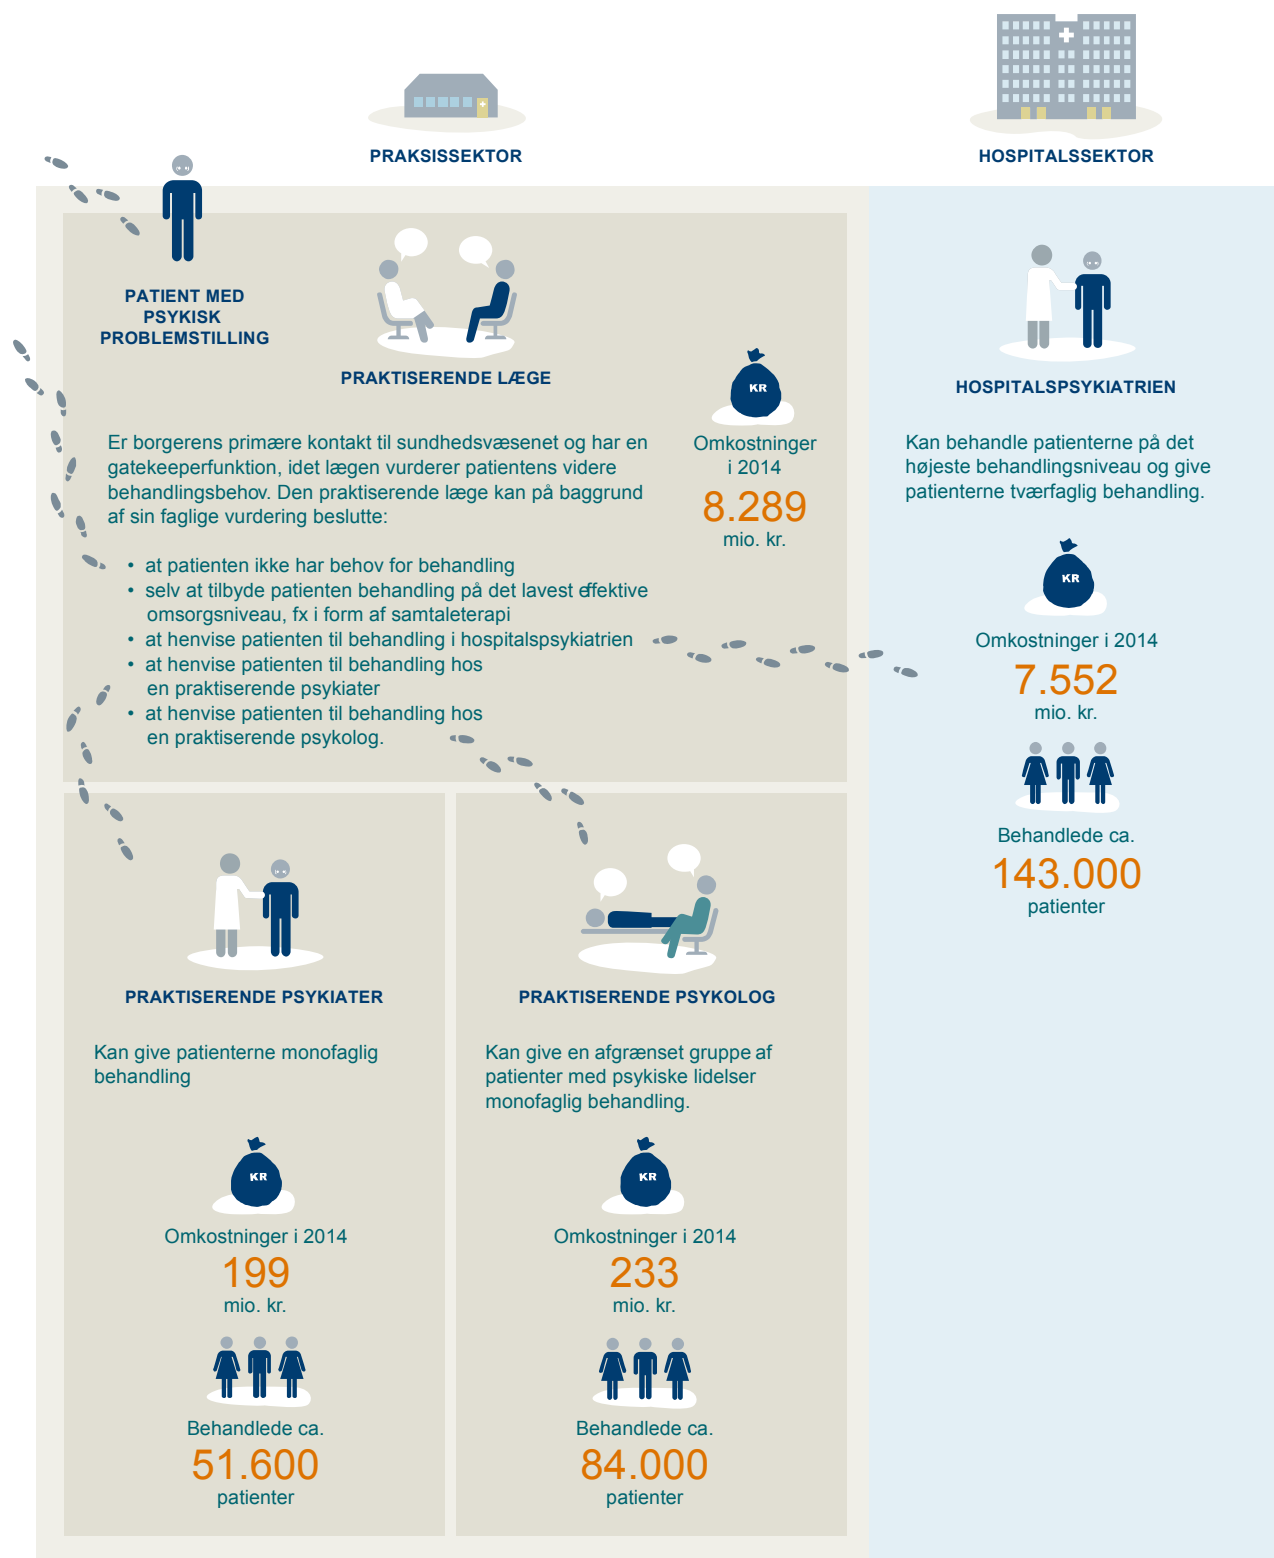 PRAKSISSEKTOR
HOSPITALSSEKTOR
PATIENT MED
PSYKISK
PROBLEMSTILLING
PRAKTISERENDE LÆGE
Er borgerens primære kontakt til sundhedsvæsenet og har en
gatekeeperfunktion, idet lægen vurderer patientens videre
behandlingsbehov. Den praktiserende læge kan på baggrund
af sin faglige vurdering beslutte:
• at patienten ikke har behov for behandling
• selv at tilbyde patienten behandling på det lavest effektive
omsorgsniveau, fx i form af samtaleterapi
• at henvise patienten til behandling i hospitalspsykiatrien
• at henvise patienten til behandling hos
en praktiserende psykiater
• at henvise patienten til behandling hos
en praktiserende psykolog.
KR
Omkostninger
i 2014
8.289
mio. kr.
HOSPITALSPSYKIATRIEN
Kan behandle patienterne på det
højeste behandlingsniveau og give
patienterne tværfaglig behandling.
KR
Omkostninger i 2014
7.552
mio. kr.
Behandlede ca.
143.000
patienter
PRAKTISERENDE PSYKIATER
Kan give patienterne monofaglig
behandling
KR
Omkostninger i 2014
199
mio. kr.
Behandlede ca.
51.600
patienter
PRAKTISERENDE PSYKOLOG
Kan give en afgrænset gruppe af
patienter med psykiske lidelser
monofaglig behandling.
KR
Omkostninger i 2014
233
mio. kr.
Behandlede ca.
84.000
patienter